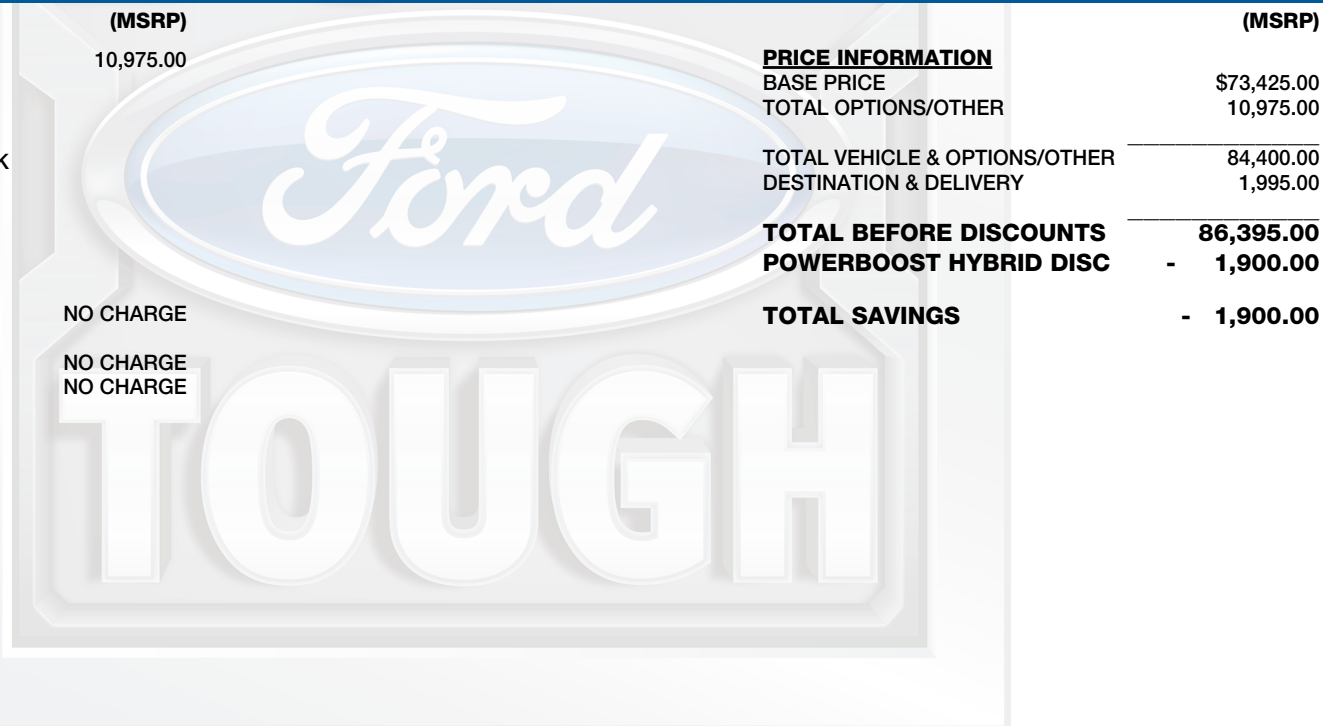 (MSRP)
10,975.00
K
NO CHARGE
NO CHARGE
NO CHARGE
(MSRP)
PRICE INFORMATION
BASE PRICE $73,425.00
TOTAL OPTIONS/OTHER 10,975.00
TOTAL VEHICLE & OPTIONS/OTHER 84,400.00
DESTINATION & DELIVERY 1,995.00
TOTAL BEFORE DISCOUNTS 86,395.00
POWERBOOST HYBRID DISC - 1,900.00
TOTAL SAVINGS - 1,900.00
Ford
TOUGH